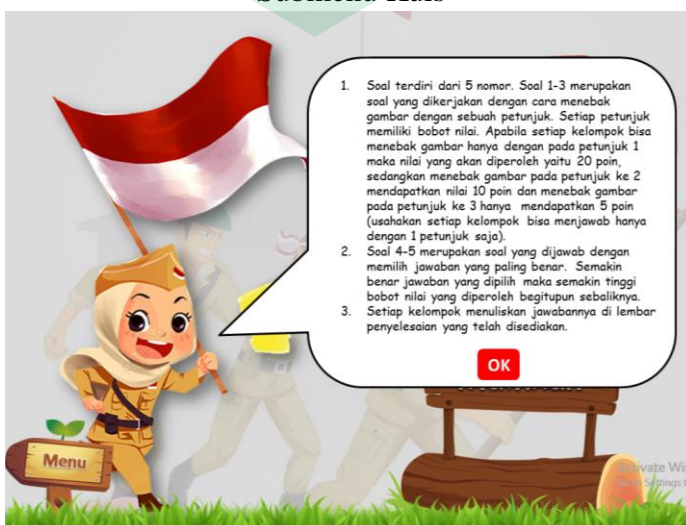 Submenu Kuis
1. Soal terdiri dari 5 nomor. Soal 1-3 merupakan
soal yang dikerjakan dengan cara menebak
gambar dengan sebuah petunjuk. Setiap petunjuk
memiliki bobot nilai. Apabila setiap kelompok bisa
menebak gambar hanya dengan pada petunjuk 1
maka nilai yang akan diperoleh yaitu 20 poin,
sedangkan menebak gambar pada petunjuk ke 2
mendapatkan nilai 10 poin dan menebak gambar
pada petunjuk ke 3 hanya mendapatkan 5 poin
(usahakan setiap kelompok bisa menjawab hanya
dengan 1 petunjuk saja).
2. Soal 4-5 merupakan soal yang dijawab dengan
memilih jawaban yang paling benar. Semakin
benar jawaban yang dipilih maka semakin tinggi
bobot nilai yang diperoleh begitupun sebaliknya.
3. Setiap kelompok menuliskan jawabannya di lembar
penyelesaian yang telah disediakan.
OK
Menu